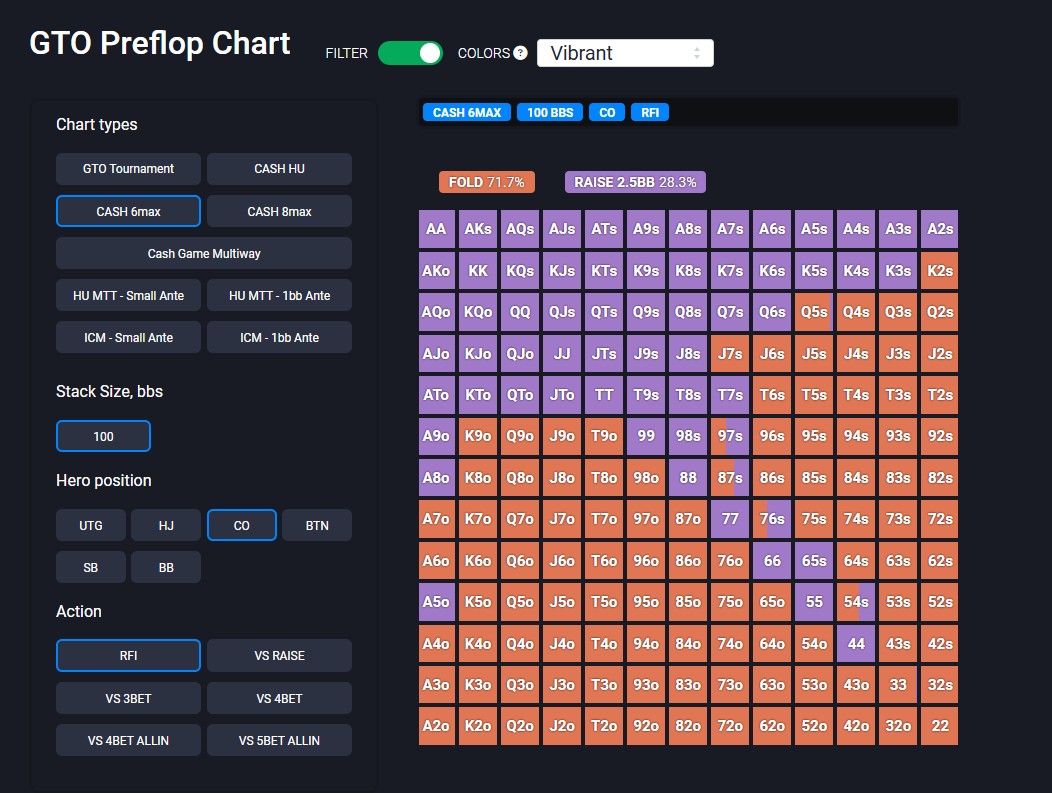 GTO Preflop Chart
FILTER COLORS ? Vibrant
Chart types
GTO Tournament CASH HU
CASH 6max CASH 8max
Cash Game Multiway
HU MTT - Small Ante HU MTT - 1bb Ante
ICM - Small Ante ICM - 1bb Ante
Stack Size, bbs
100
Hero position
UTG HJ CO BTN
SB BB
Action
RFI VS RAISE
VS 3BET VS 4BET
VS 4BET ALLIN VS 5BET ALLIN
CASH 6MAX 100 BBS CO RFI
FOLD 71.7% RAISE 2.5BB 28.3%
AA AKs AQs AJs ATs A9s A8s A7s A6s A5s A4s A3s A2s
AKo KK KQs KJs KTs K9s K8s K7s K6s K5s K4s K3s K2s
AQo KQo QQ QJs QTs Q9s Q8s Q7s Q6s Q5s Q4s Q3s Q2s
AJo KJo QJo JJ JTs J9s J8s J7s J6s J5s J4s J3s J2s
ATo KTo QTo JTo TT T9s T8s T7s T6s T5s T4s T3s T2s
A9o K9o Q9o J9o T9o 99 98s 97s 96s 95s 94s 93s 92s
A8o K8o Q8o J8o T8o 98o 88 87s 86s 85s 84s 83s 82s
A7o K7o Q7o J7o T7o 97o 87o 77 76s 75s 74s 73s 72s
A6o K6o Q6o J6o T6o 96o 86o 76o 66 65s 64s 63s 62s
A5o K5o Q5o J5o T5o 95o 85o 75o 65o 55 54s 53s 52s
A4o K4o Q4o J4o T4o 94o 84o 74o 64o 54o 44 43s 42s
A3o K3o Q3o J3o T3o 93o 83o 73o 63o 53o 43o 33 32s
A2o K2o Q2o J2o T2o 92o 82o 72o 62o 52o 42o 32o 22